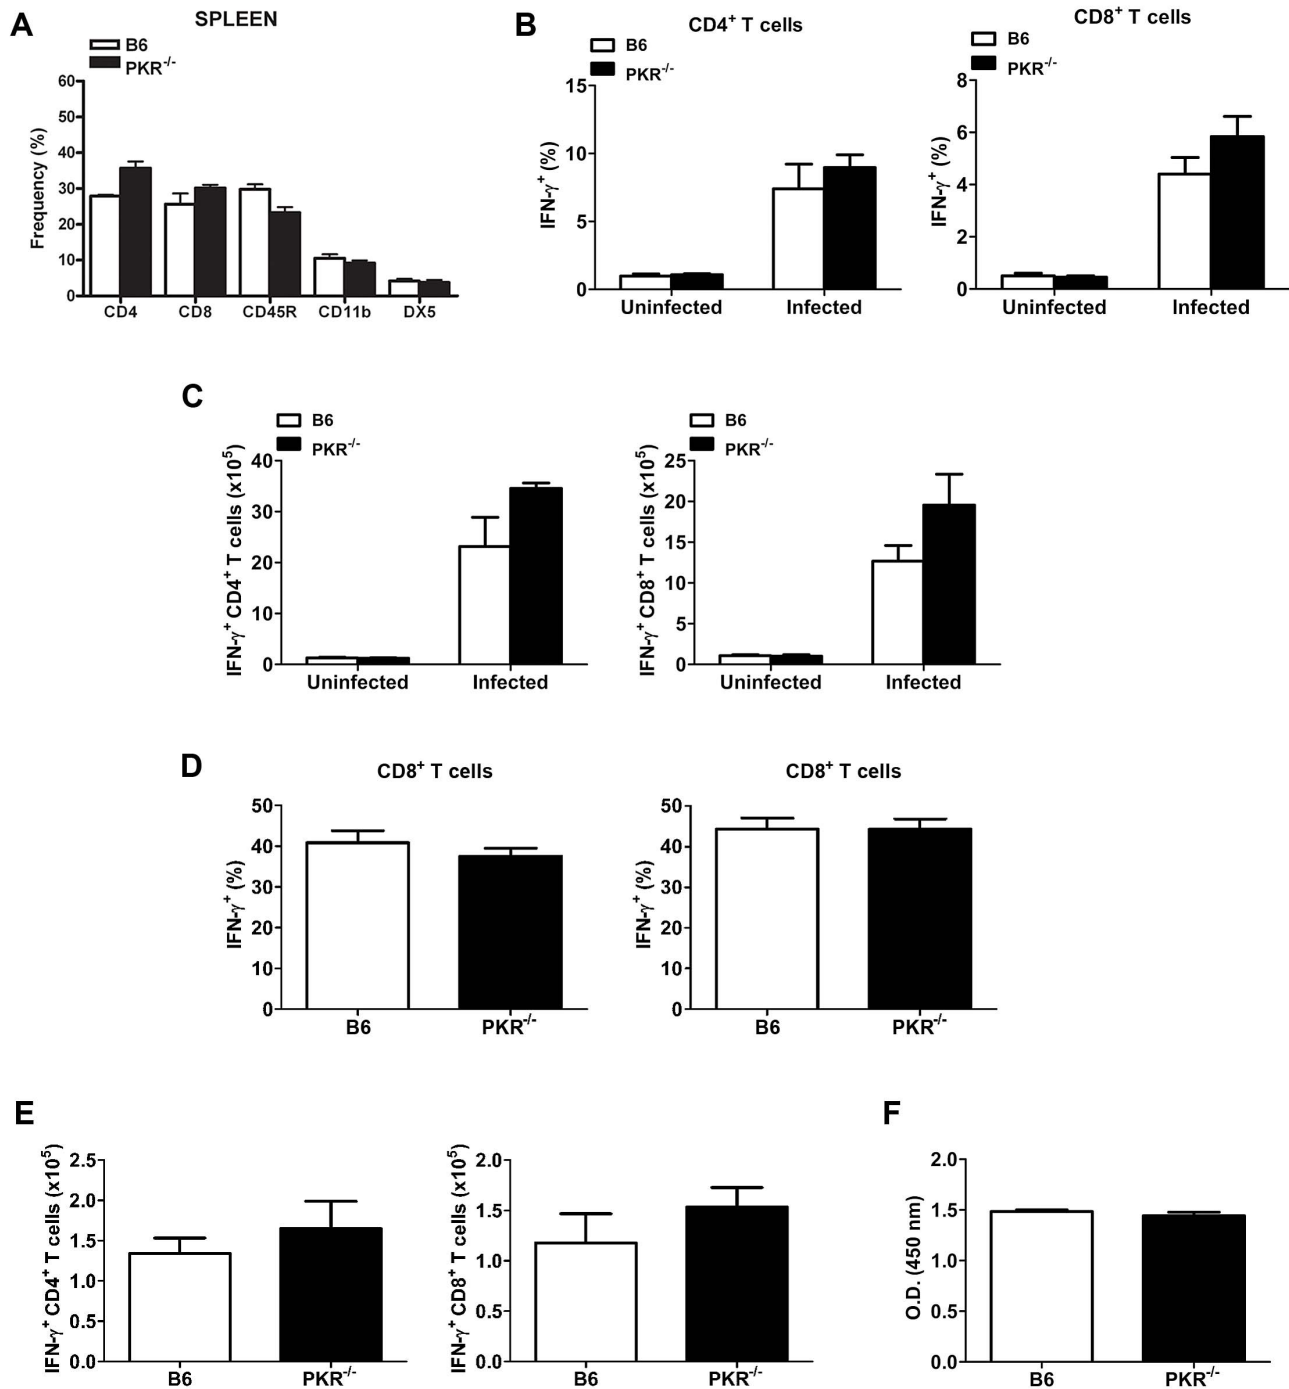 A
SPLEEN
B6
PKR-/-
Frequency (%)
60
50
40
30
20
10
0
CD4 CD8 CD45R CD11b DX5
B
CD4+ T cells
B6
PKR-/-
IFN-γ+ (%)
15
10
5
0
Uninfected Infected
CD8+ T cells
B6
PKR-/-
IFN-γ+ (%)
8
6
4
2
0
Uninfected Infected
C
B6
PKR-/-
IFN-γ+ CD4+ T cells (x10⁵)
40
30
20
10
0
Uninfected Infected
B6
PKR-/-
IFN-γ+ CD8+ T cells (x10⁵)
25
20
15
10
5
0
Uninfected Infected
D
CD8+ T cells
IFN-γ+ (%)
50
40
30
20
10
0
B6 PKR-/-
CD8+ T cells
IFN-γ+ (%)
50
40
30
20
10
0
B6 PKR-/-
E
IFN-γ+ CD4+ T cells (x10⁵)
2.5
2.0
1.5
1.0
0.5
0.0
B6 PKR-/-
IFN-γ+ CD8+ T cells (x10⁵)
2.0
1.5
1.0
0.5
0.0
B6 PKR-/-
F
O.D. (450 nm)
2.0
1.5
1.0
0.5
0.0
B6 PKR-/-